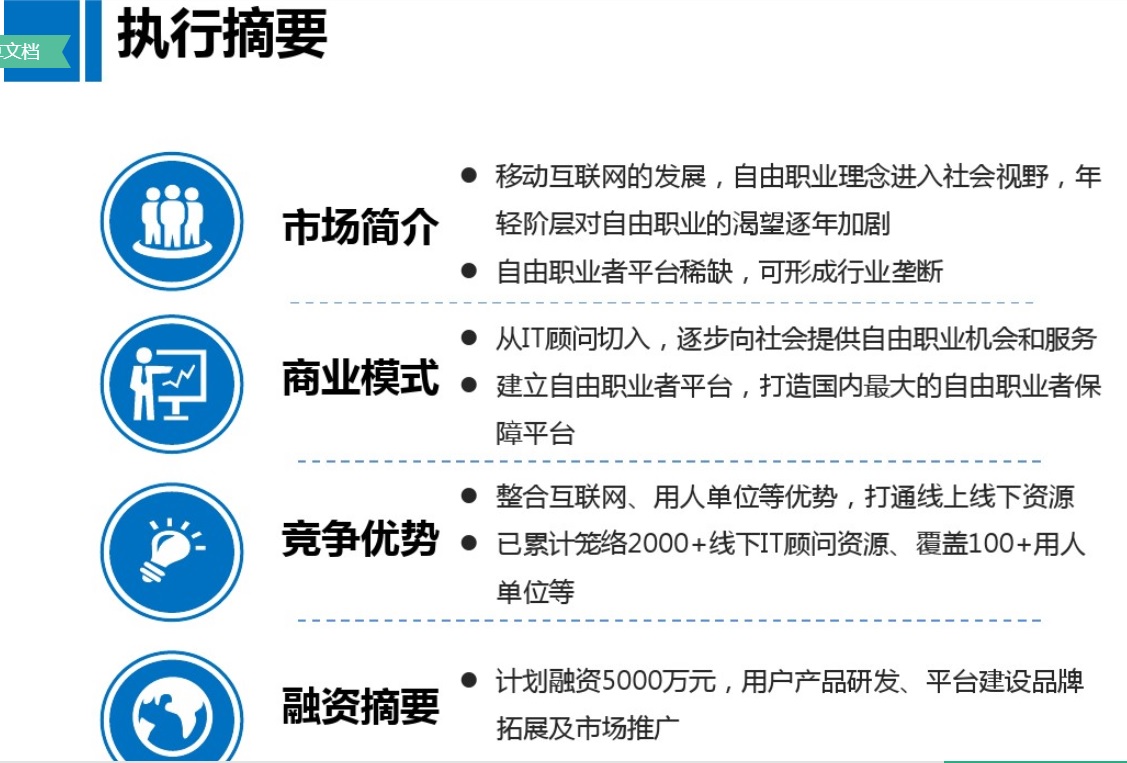 执行摘要
文档
市场简介
移动互联网的发展，自由职业理念进入社会视野，年
轻阶层对自由职业的渴望逐年加剧
自由职业者平台稀缺，可形成行业垄断
商业模式
从IT顾问切入，逐步向社会提供自由职业机会和服务
建立自由职业者平台，打造国内最大的自由职业者保
障平台
竞争优势
整合互联网、用人单位等优势，打通线上线下资源
已累计笼络2000+线下IT顾问资源、覆盖100+用人
单位等
融资摘要
计划融资5000万元，用户产品研发、平台建设品牌
拓展及市场推广